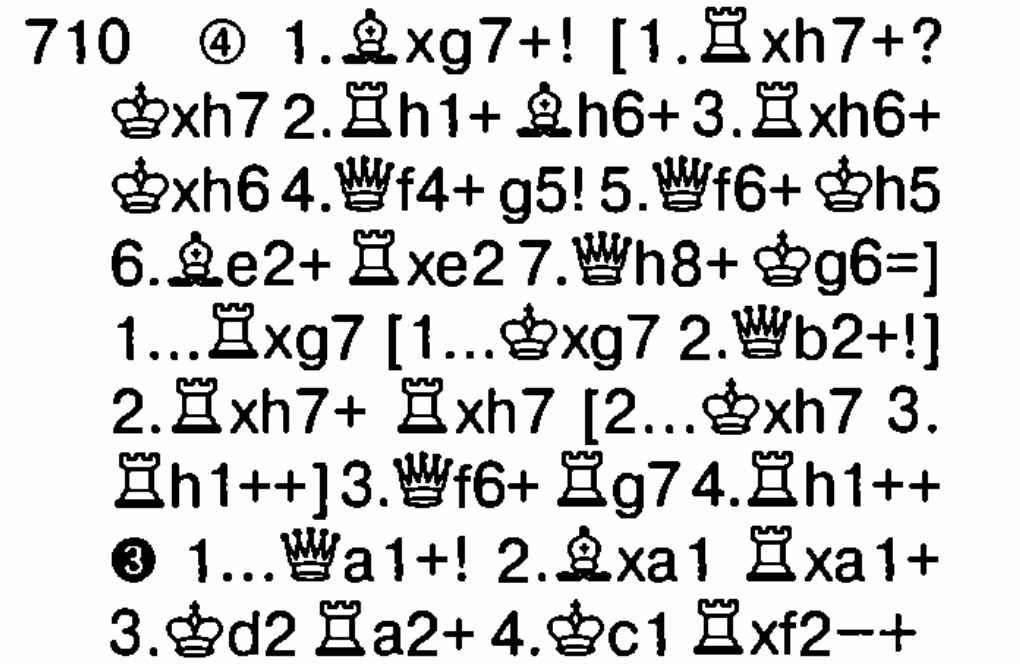 710 ④ 1.♗xg7+! [1.♖xh7+?
♔xh7 2.♖h1+ ♗h6+ 3.♖xh6+
♔xh6 4.♕f4+ g5! 5.♕f6+ ♔h5
6.♗e2+ ♖xe2 7.♕h8+ ♔g6=]
1...♖xg7 [1...♔xg7 2.♕b2+!]
2.♖xh7+ ♖xh7 [2...♔xh7 3.
♖h1++] 3.♕f6+ ♖g7 4.♖h1++
❸ 1...♕a1+! 2.♗xa1 ♖xa1+
3.♔d2 ♖a2+ 4.♔c1 ♖xf2−+